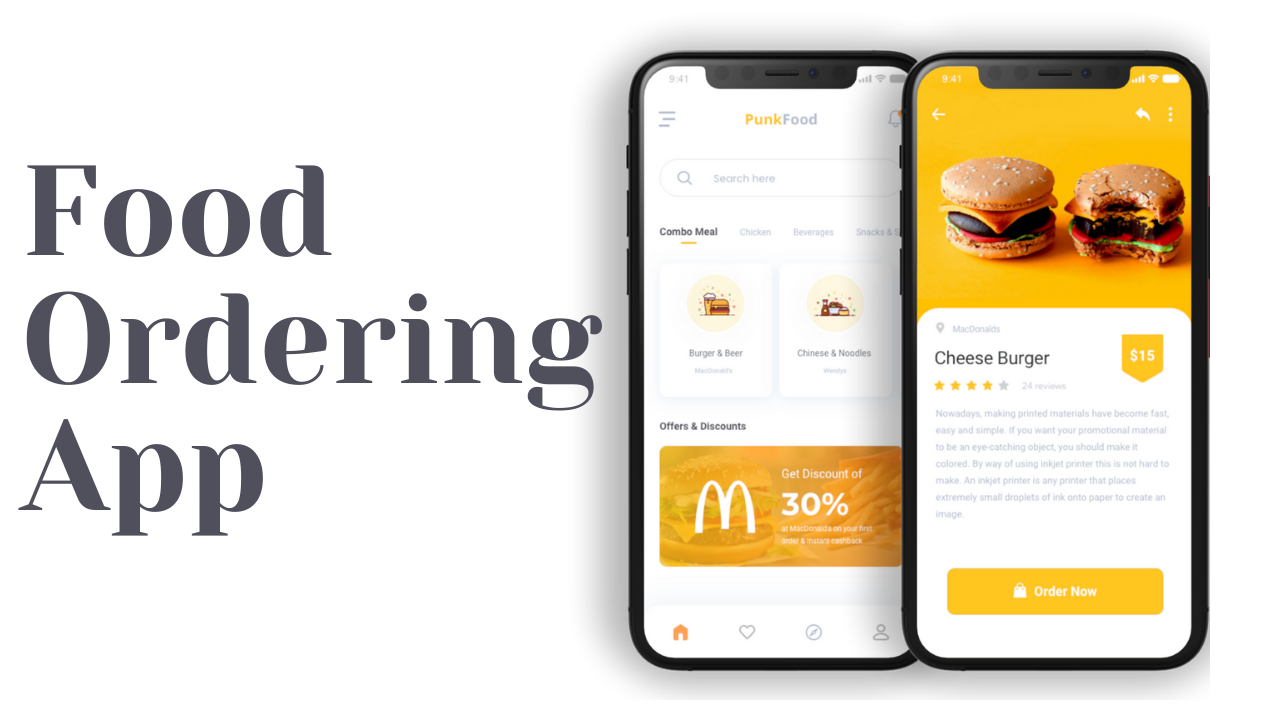 Food
Ordering
App
9:41
PunkFood
Search here
Combo Meal Chicken Beverages Snacks & S
Burger & Beer Chinese & Noodles
MacDonald's Wendys
Offers & Discounts
Get Discount of
30%
at MacDonald's on your first
order & instant cashback
9:41
MacDonalds
Cheese Burger
$15
24 reviews
Nowadays, making printed materials have become fast,
easy and simple. If you want your promotional material
to be an eye-catching object, you should make it
colored. By way of using inkjet printer this is not hard to
make. An inkjet printer is any printer that places
extremely small droplets of ink onto paper to create an
image.
Order Now